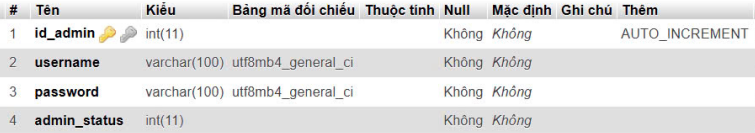 # Tên Kiểu Bảng mã đối chiếu Thuộc tính Null Mặc định Ghi chú Thêm
1 id_admin int(11) Không Không AUTO_INCREMENT
2 username varchar(100) utf8mb4_general_ci Không Không
3 password varchar(100) utf8mb4_general_ci Không Không
4 admin_status int(11) Không Không